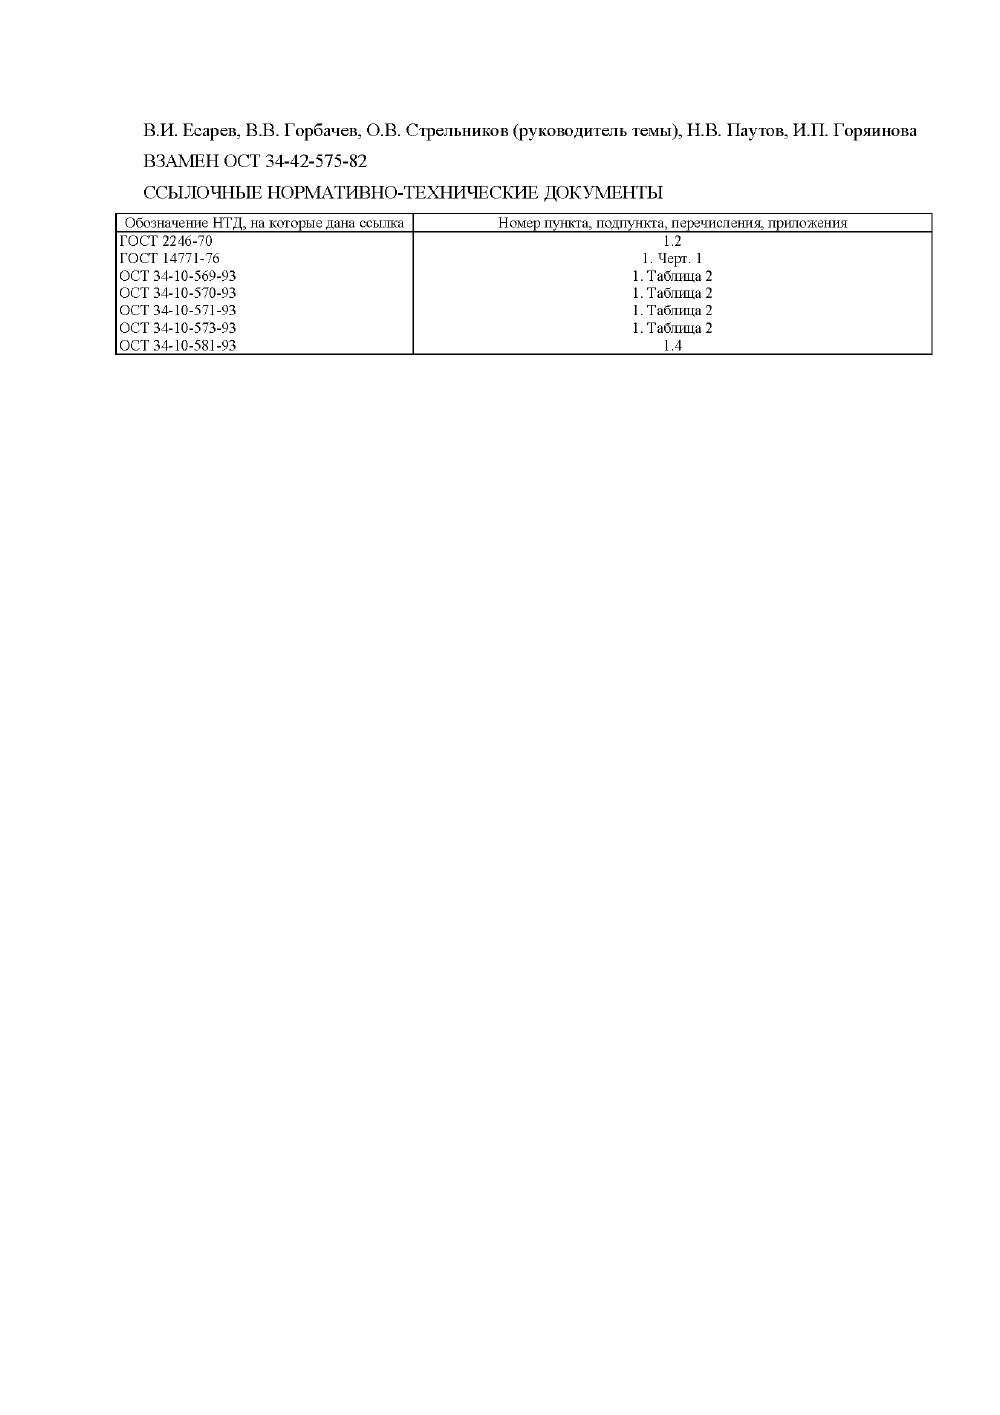 В.И. Есарев, В.В. Горбачев, О.В. Стрельников (руководитель темы), Н.В. Паутов, И.П. Горяинова
ВЗАМЕН ОСТ 34-42-575-82
ССЫЛОЧНЫЕ НОРМАТИВНО-ТЕХНИЧЕСКИЕ ДОКУМЕНТЫ
Обозначение НТД, на которые дана ссылка Номер пункта, подпункта, перечисления, приложения
ГОСТ 2246-70 1.2
ГОСТ 14771-76 1. Черт. 1
ОСТ 34-10-569-93 1. Таблица 2
ОСТ 34-10-570-93 1. Таблица 2
ОСТ 34-10-571-93 1. Таблица 2
ОСТ 34-10-573-93 1. Таблица 2
ОСТ 34-10-581-93 1.4